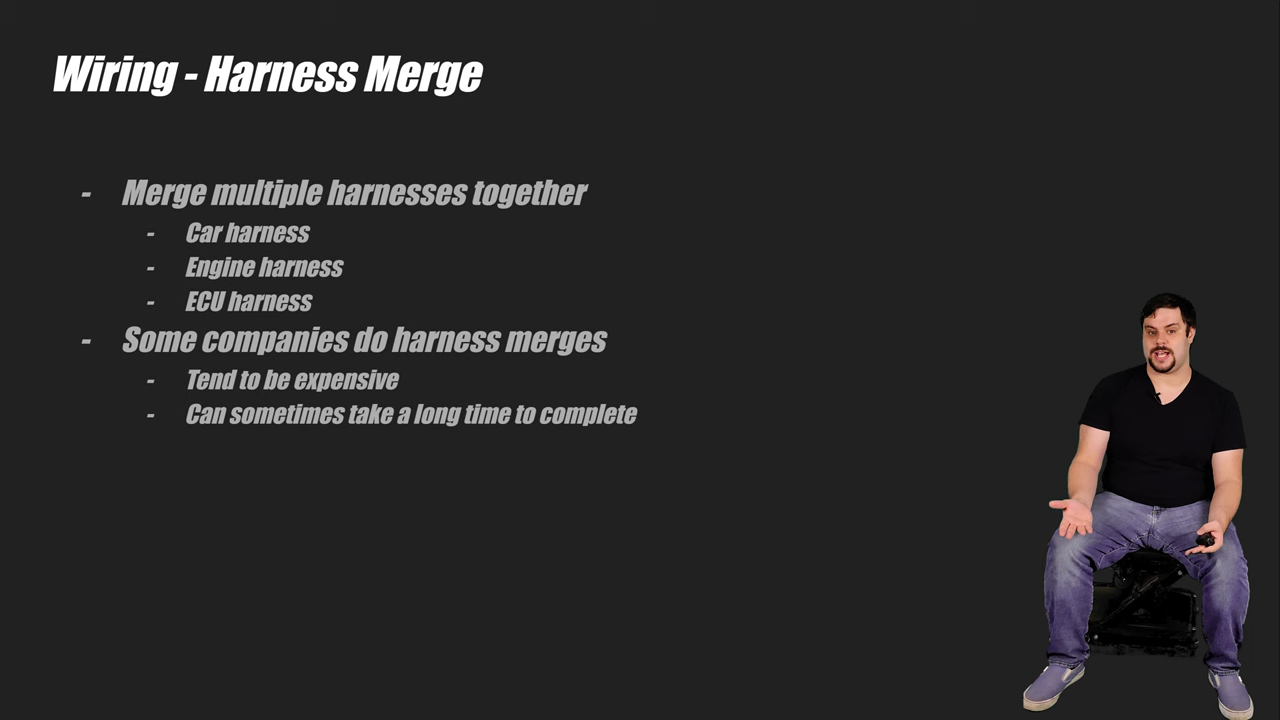 Wiring - Harness Merge
- Merge multiple harnesses together
- Car harness
- Engine harness
- ECU harness
- Some companies do harness merges
- Tend to be expensive
- Can sometimes take a long time to complete